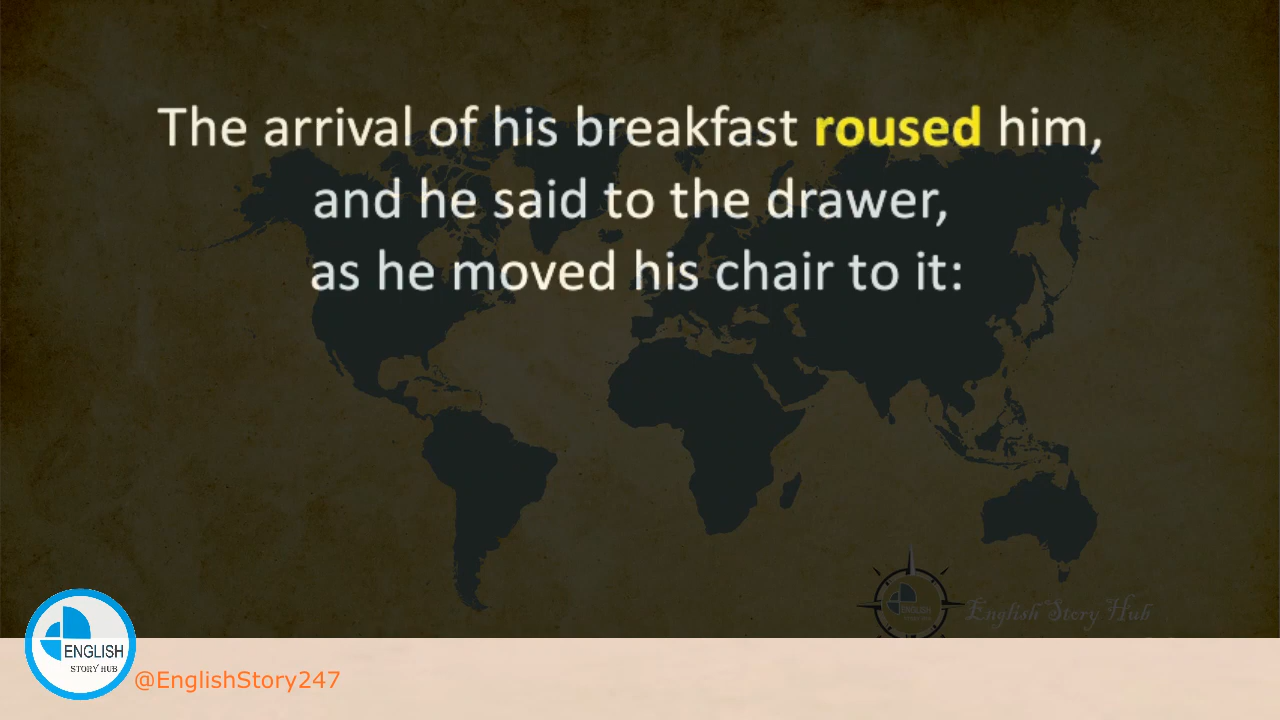 The arrival of his breakfast roused him,
and he said to the drawer,
as he moved his chair to it:
English Story Hub
ENGLISH
STORY HUB
@EnglishStory247